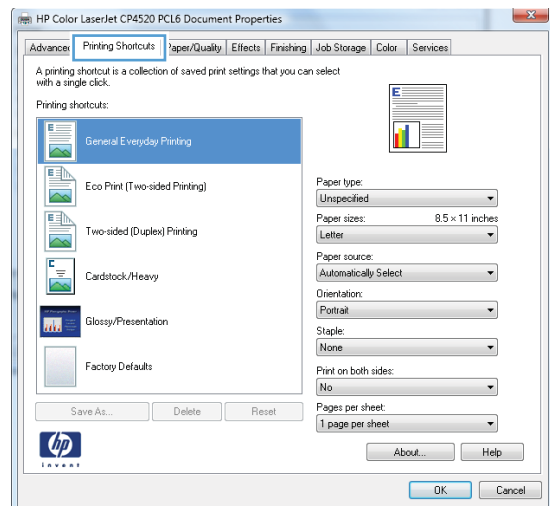 HP Color LaserJet CP4520 PCL6 Document Properties
Advanced Printing Shortcuts Paper/Quality Effects Finishing Job Storage Color Services
A printing shortcut is a collection of saved print settings that you can select
with a single click.
Printing shortcuts:
General Everyday Printing
Eco Print (Two-sided Printing)
Two-sided (Duplex) Printing
Cardstock/Heavy
Glossy/Presentation
Factory Defaults
Save As... Delete Reset
E
Paper type:
Unspecified
Paper sizes: 8.5 × 11 inches
Letter
Paper source:
Automatically Select
Orientation:
Portrait
Staple:
None
Print on both sides:
No
Pages per sheet:
1 page per sheet
hp
invent
About... Help
OK Cancel